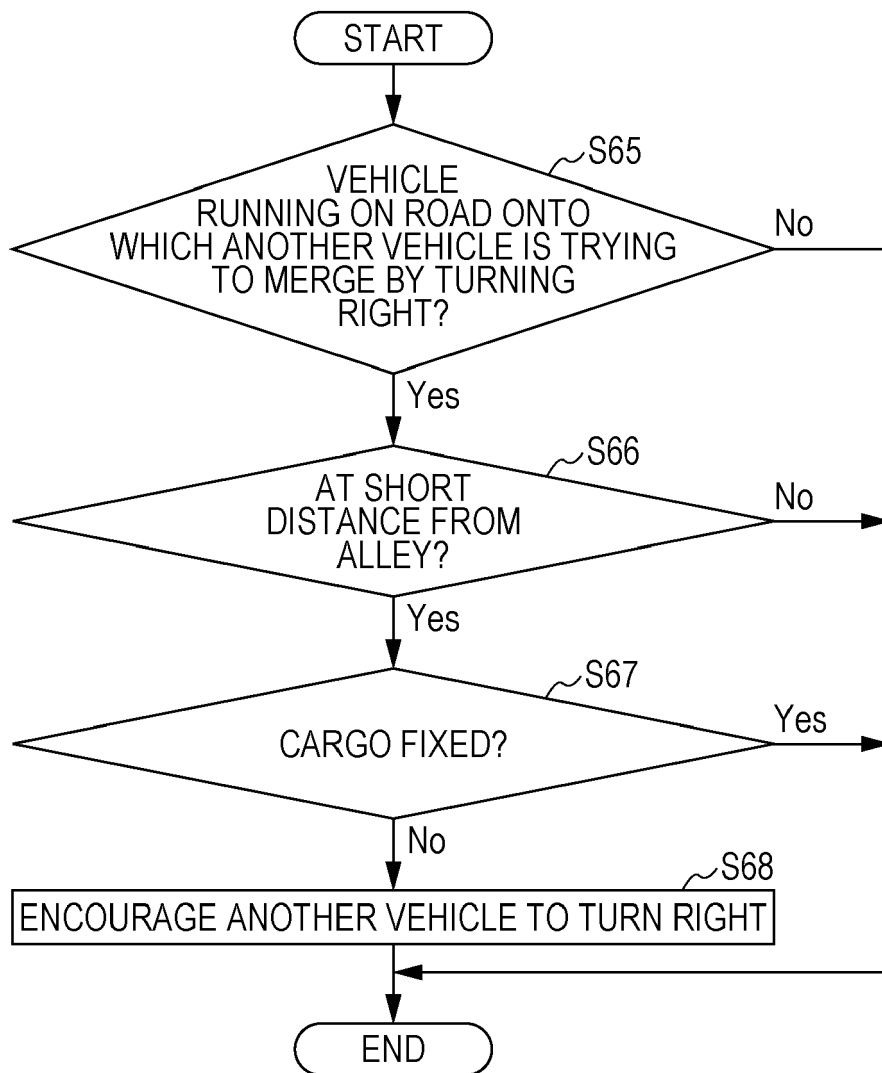 START
S65
VEHICLE
RUNNING ON ROAD ONTO
WHICH ANOTHER VEHICLE IS TRYING
TO MERGE BY TURNING
RIGHT?
No
Yes
S66
AT SHORT
DISTANCE FROM
ALLEY?
No
Yes
S67
CARGO FIXED?
Yes
No
S68
ENCOURAGE ANOTHER VEHICLE TO TURN RIGHT
END